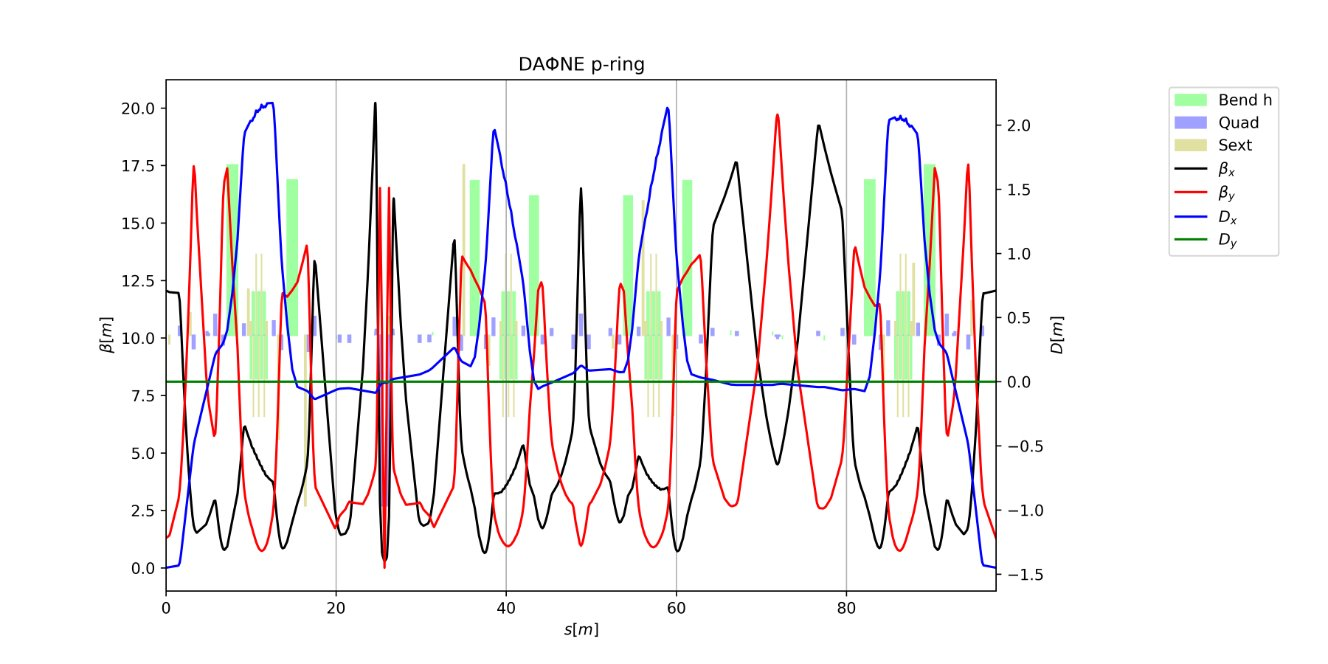 DAΦNE p-ring
20.0
17.5
15.0
12.5
10.0
7.5
5.0
2.5
0.0
β[m]
0
20
40
60
80
s[m]
2.0
1.5
1.0
0.5
0.0
−0.5
−1.0
−1.5
D[m]
Bend h
Quad
Sext
βx
βy
Dx
Dy